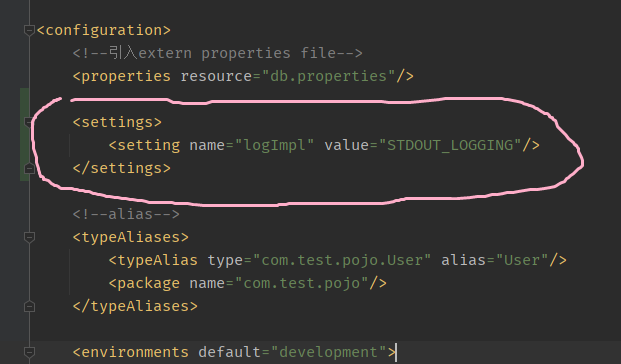 <configuration>
<!--引入extern properties file-->
<properties resource="db.properties"/>
<settings>
<setting name="logImpl" value="STDOUT_LOGGING"/>
</settings>
<!--alias-->
<typeAliases>
<typeAlias type="com.test.pojo.User" alias="User"/>
<package name="com.test.pojo"/>
</typeAliases>
<environments default="development">